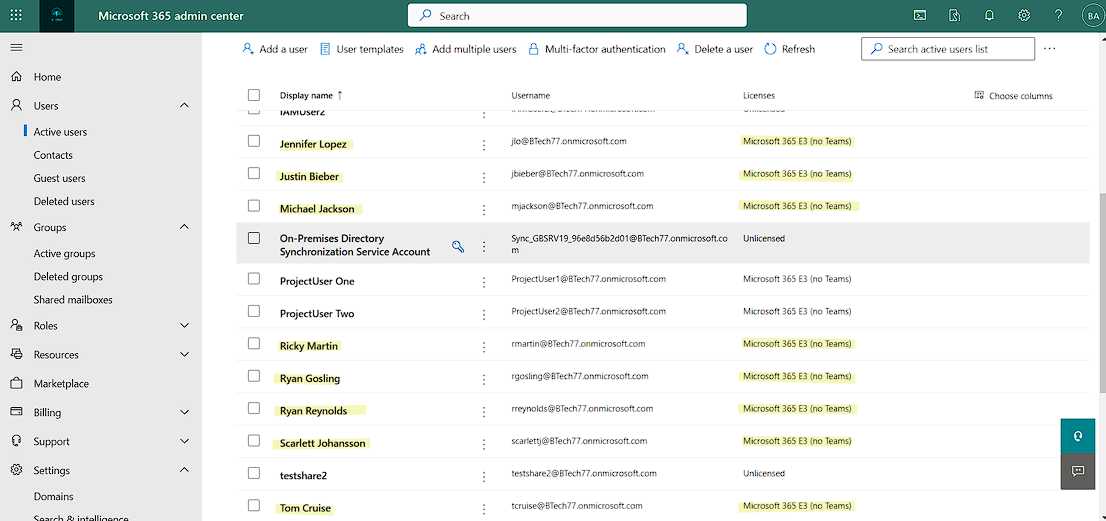 Microsoft 365 admin center
Search
BA
Add a user
User templates
Add multiple users
Multi-factor authentication
Delete a user
Refresh
Search active users list
Home
Users
Active users
Contacts
Guest users
Deleted users
Groups
Active groups
Deleted groups
Shared mailboxes
Roles
Resources
Marketplace
Billing
Support
Settings
Domains
Search & intelligence
Display name ↑ Username Licenses Choose columns
IAMUser2 Unlicensed
Jennifer Lopez jlo@BTech77.onmicrosoft.com Microsoft 365 E3 (no Teams)
Justin Bieber jbieber@BTech77.onmicrosoft.com Microsoft 365 E3 (no Teams)
Michael Jackson mjackson@BTech77.onmicrosoft.com Microsoft 365 E3 (no Teams)
On-Premises Directory Sync_GBSRV19_96e8d56b2d01@BTech77.onmicrosoft.co Unlicensed
Synchronization Service Account m
ProjectUser One ProjectUser1@BTech77.onmicrosoft.com Microsoft 365 E3 (no Teams)
ProjectUser Two ProjectUser2@BTech77.onmicrosoft.com Microsoft 365 E3 (no Teams)
Ricky Martin rmartin@BTech77.onmicrosoft.com Microsoft 365 E3 (no Teams)
Ryan Gosling rgosling@BTech77.onmicrosoft.com Microsoft 365 E3 (no Teams)
Ryan Reynolds rreynolds@BTech77.onmicrosoft.com Microsoft 365 E3 (no Teams)
Scarlett Johansson scarlettj@BTech77.onmicrosoft.com Microsoft 365 E3 (no Teams)
testshare2 testshare2@BTech77.onmicrosoft.com Unlicensed
Tom Cruise tcruise@BTech77.onmicrosoft.com Microsoft 365 E3 (no Teams)